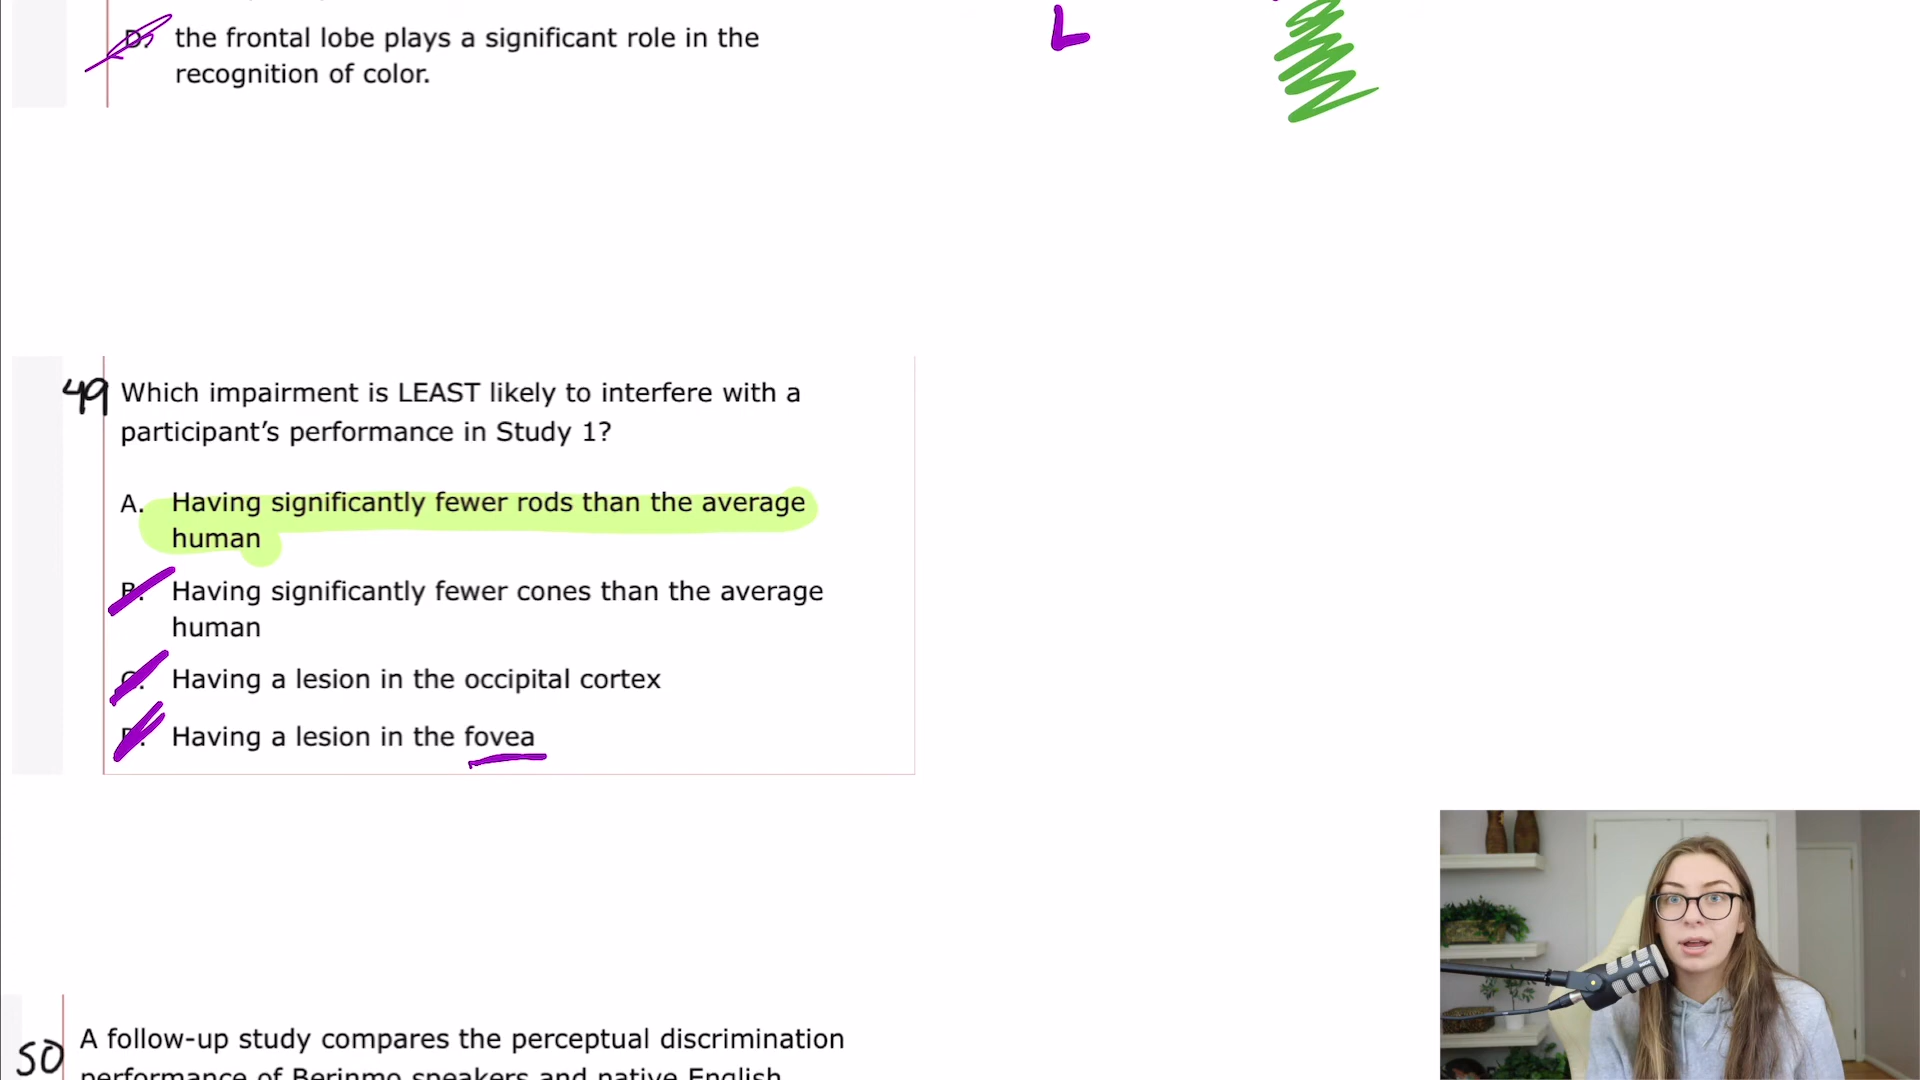 D. the frontal lobe plays a significant role in the
recognition of color.
L
49 Which impairment is LEAST likely to interfere with a
participant’s performance in Study 1?
A. Having significantly fewer rods than the average
human
B. Having significantly fewer cones than the average
human
C. Having a lesion in the occipital cortex
D. Having a lesion in the fovea
50 A follow-up study compares the perceptual discrimination
performance of Berinmo speakers and native English